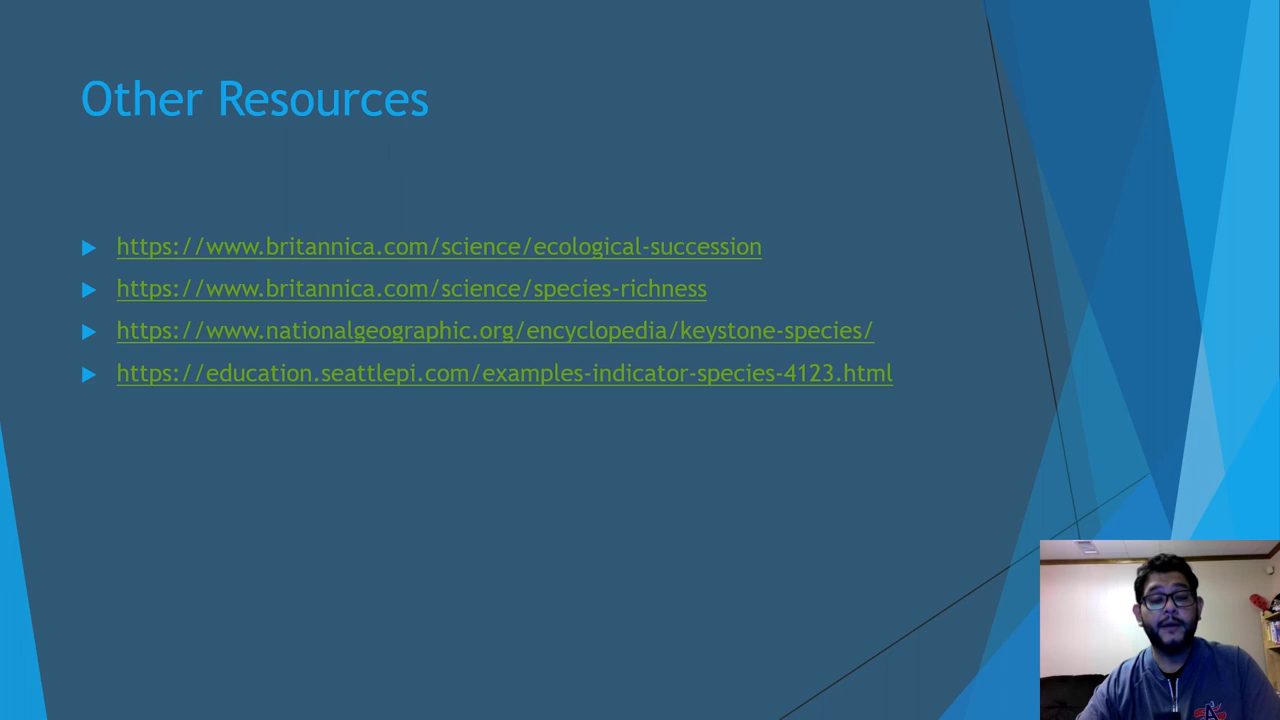 Other Resources
https://www.britannica.com/science/ecological-succession
https://www.britannica.com/science/species-richness
https://www.nationalgeographic.org/encyclopedia/keystone-species/
https://education.seattlepi.com/examples-indicator-species-4123.html